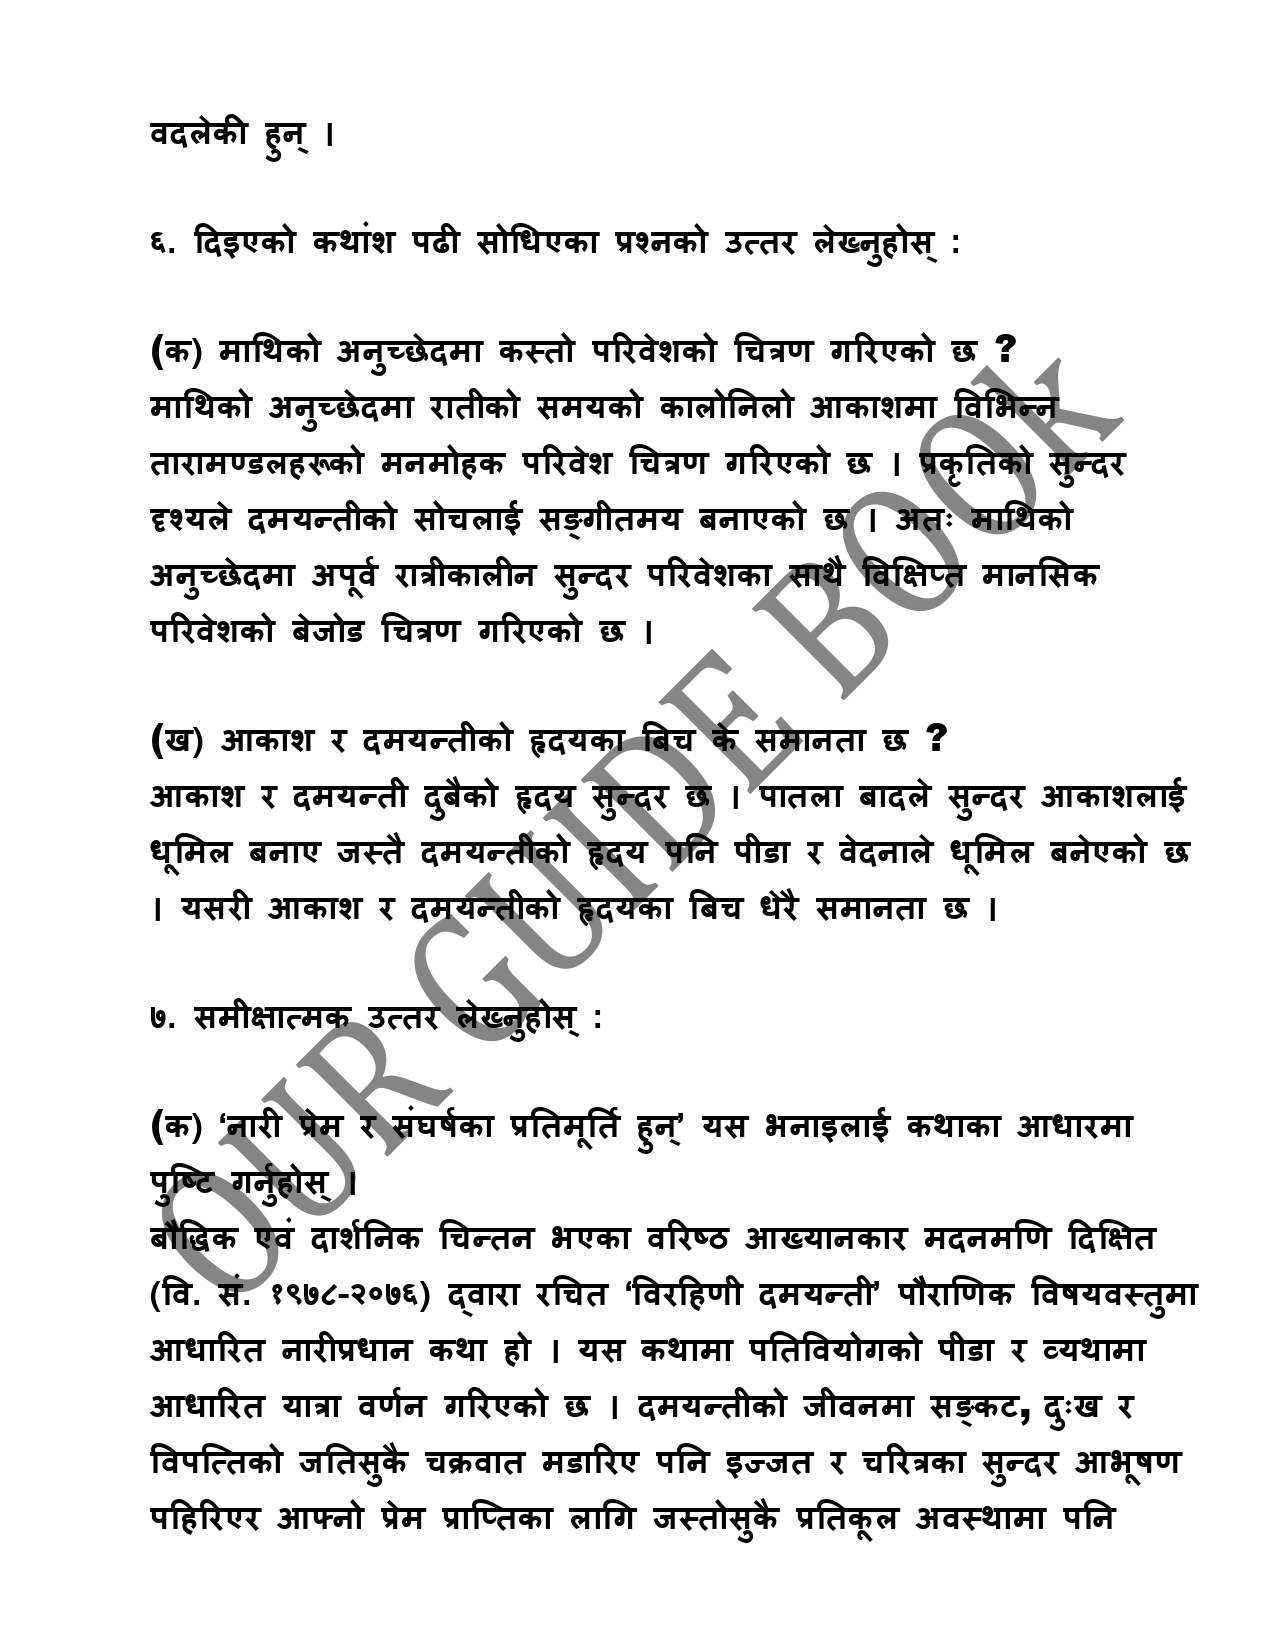 वदलेकी हुन् ।
६. दिइएको कथांश पढी सोधिएका प्रश्नको उत्तर लेख्नुहोस् :
(क) माथिको अनुच्छेदमा कस्तो परिवेशको चित्रण गरिएको छ ?
माथिको अनुच्छेदमा रातीको समयको कालोनिलो आकाशमा विभिन्न
तारामण्डलहरूको मनमोहक परिवेश चित्रण गरिएको छ । प्रकृतिको सुन्दर
दृश्यले दमयन्तीको सोचलाई सङ्गीतमय बनाएको छ । अतः माथिको
अनुच्छेदमा अपूर्व रात्रीकालीन सुन्दर परिवेशका साथै विक्षिप्त मानसिक
परिवेशको बेजोड चित्रण गरिएको छ ।
(ख) आकाश र दमयन्तीको हृदयका बिच के समानता छ ?
आकाश र दमयन्ती दुबैको हृदय सुन्दर छ । पातला बादले सुन्दर आकाशलाई
धूमिल बनाए जस्तै दमयन्तीको हृदय पनि पीडा र वेदनाले धूमिल बनेएको छ
। यसरी आकाश र दमयन्तीको हृदयका बिच धेरै समानता छ ।
७. समीक्षात्मक उत्तर लेख्नुहोस् :
(क) ‘नारी प्रेम र संघर्षका प्रतिमूर्ति हुन्’ यस भनाइलाई कथाका आधारमा
पुष्टि गर्नुहोस् ।
बौद्धिक एवं दार्शनिक चिन्तन भएका वरिष्ठ आख्यानकार मदनमणि दिक्षित
(वि. सं. १९७८-२०७६) द्वारा रचित ‘विरहिणी दमयन्ती’ पौराणिक विषयवस्तुमा
आधारित नारीप्रधान कथा हो । यस कथामा पतिवियोगको पीडा र व्यथामा
आधारित यात्रा वर्णन गरिएको छ । दमयन्तीको जीवनमा सङ्कट, दुःख र
विपत्तिको जतिसुकै चक्रवात मडारिए पनि इज्जत र चरित्रका सुन्दर आभूषण
पहिरिएर आफ्नो प्रेम प्राप्तिका लागि जस्तोसुकै प्रतिकूल अवस्थामा पनि
OUR GUIDE BOOk